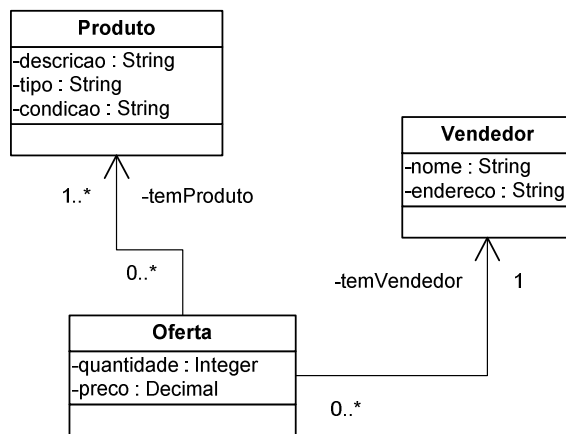 Produto
-descricao : String
-tipo : String
-condicao : String
Vendedor
-nome : String
-endereco : String
1..*
-temProduto
0..*
-temVendedor
1
Oferta
-quantidade : Integer
-preco : Decimal
0..*